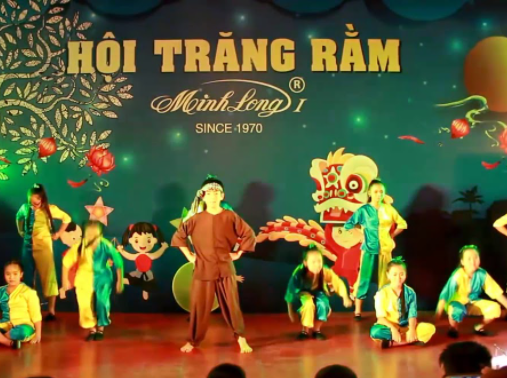 HỘI TRĂNG RẰM
Minh Long I ®
SINCE 1970